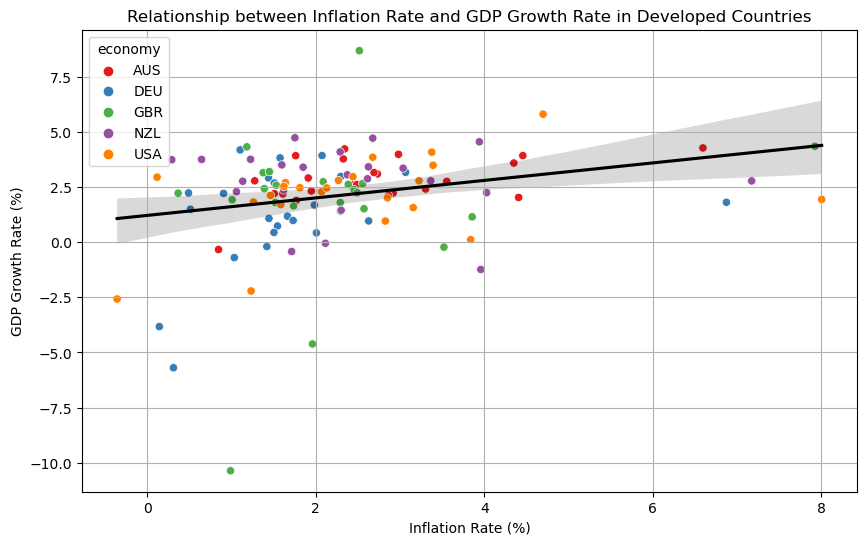 Relationship between Inflation Rate and GDP Growth Rate in Developed Countries
economy
AUS
DEU
GBR
NZL
USA
7.5
5.0
2.5
0.0
−2.5
−5.0
−7.5
−10.0
GDP Growth Rate (%)
0 2 4 6 8
Inflation Rate (%)